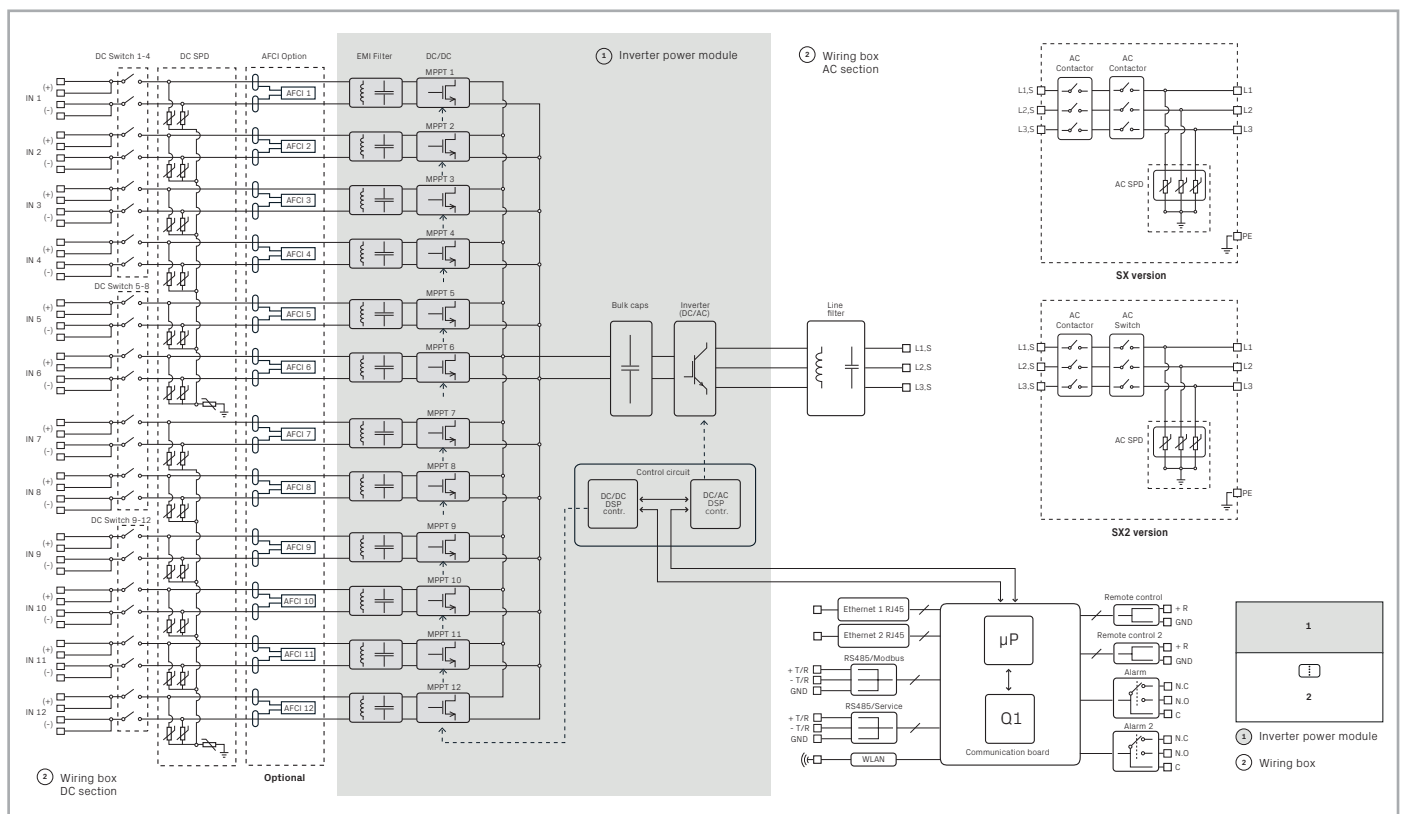 DC Switch 1-4
DC SPD
AFCI Option
EMI Filter
DC/DC
1 Inverter power module
2 Wiring box
AC section
IN 1
(+)
(-)
AFCI 1
MPPT 1
IN 2
(+)
(-)
AFCI 2
MPPT 2
IN 3
(+)
(-)
AFCI 3
MPPT 3
IN 4
(+)
(-)
AFCI 4
MPPT 4
DC Switch 5-8
IN 5
(+)
(-)
AFCI 5
MPPT 5
IN 6
(+)
(-)
AFCI 6
MPPT 6
IN 7
(+)
(-)
AFCI 7
MPPT 7
IN 8
(+)
(-)
AFCI 8
MPPT 8
DC Switch 9-12
IN 9
(+)
(-)
AFCI 9
MPPT 9
IN 10
(+)
(-)
AFCI 10
MPPT 10
IN 11
(+)
(-)
AFCI 11
MPPT 11
IN 12
(+)
(-)
AFCI 12
MPPT 12
Optional
2 Wiring box
DC section
Bulk caps
Inverter
(DC/AC)
Line
filter
L1,S
L2,S
L3,S
Control circuit
DC/DC
DSP
contr.
DC/AC
DSP
contr.
AC
Contactor
AC
Contactor
L1,S
L2,S
L3,S
L1
L2
L3
AC SPD
PE
SX version
AC
Contactor
AC
Switch
L1,S
L2,S
L3,S
L1
L2
L3
AC SPD
PE
SX2 version
Ethernet 1 RJ45
Ethernet 2 RJ45
RS485/Modbus
+ T/R
- T/R
GND
RS485/Service
+ T/R
- T/R
GND
WLAN
µP
Q1
Communication board
Remote control
+ R
GND
Remote control 2
+ R
GND
Alarm
N.C
N.O
C
Alarm 2
N.C
N.O
C
1
2
1 Inverter power module
2 Wiring box